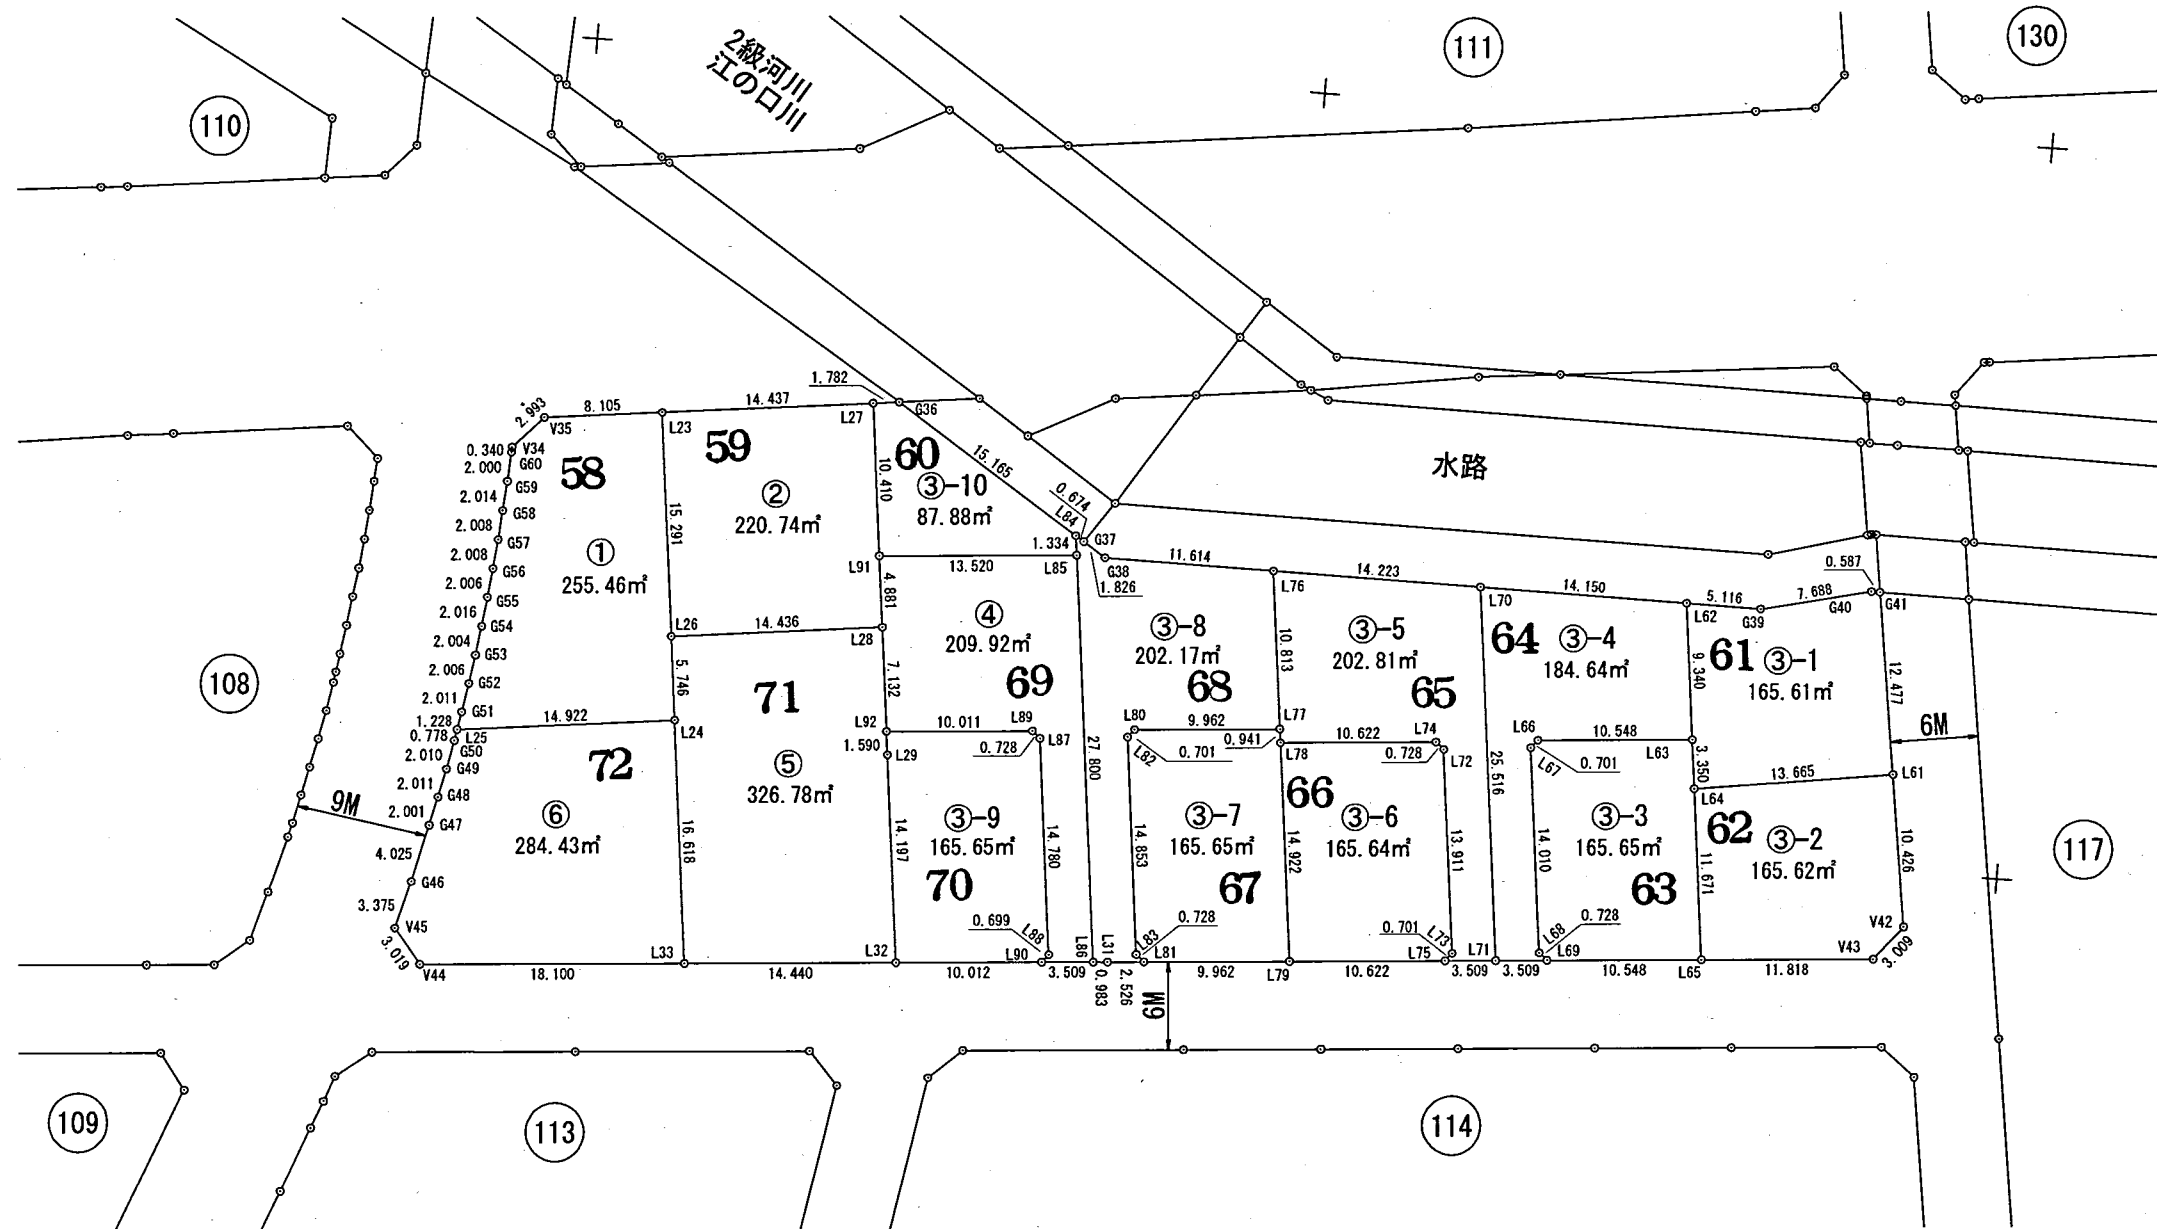 2級河川
江の口川
111
130
110
水路
108
117
109
113
114
1.782
14.437
8.105
2.993
V35
L23
L27
G36
0.340
V34
2.000
G60
G59
2.014
G58
2.008
G57
2.008
G56
2.006
G55
2.016
G54
2.004
G53
2.006
G52
2.011
G51
1.228
L25
0.778
G50
2.010
G49
2.011
G48
2.001
G47
4.025
G46
3.375
V45
3.019
V44
9M
58
①
255.46㎡
15.291
59
②
220.74㎡
60
③-10
87.88㎡
10.410
15.165
0.674
L84
G37
1.334
L91
13.520
L85
G38
1.826
11.614
L76
14.223
L70
14.150
L62
5.116
G39
7.688
G40
0.587
G41
L26
14.436
L28
4.881
④
209.92㎡
69
7.132
5.746
71
14.922
L24
L92
10.011
L89
0.728
L87
1.590
L29
72
⑥
284.43㎡
16.618
⑤
326.78㎡
14.197
③-9
165.65㎡
70
14.780
27.800
0.699
L88
L90
L86
L31
③-8
202.17㎡
68
10.813
L80
9.962
L77
L82
0.701
0.941
L78
③-7
165.65㎡
67
14.853
0.728
L83
L81
14.922
③-5
202.81㎡
65
10.622
L74
0.728
L72
66
③-6
165.64㎡
13.911
0.701
L73
L75
L71
25.516
64
③-4
184.64㎡
9.340
L66
10.548
L63
L67
0.701
3.350
L64
③-3
165.65㎡
63
14.010
L68
0.728
L69
61
③-1
165.61㎡
12.477
6M
13.665
L61
62
③-2
165.62㎡
11.671
10.426
V42
V43
3.009
L33
L32
L79
L65
18.100
14.440
10.012
3.509
0.983
2.526
9.962
10.622
3.509
3.509
10.548
11.818
6M